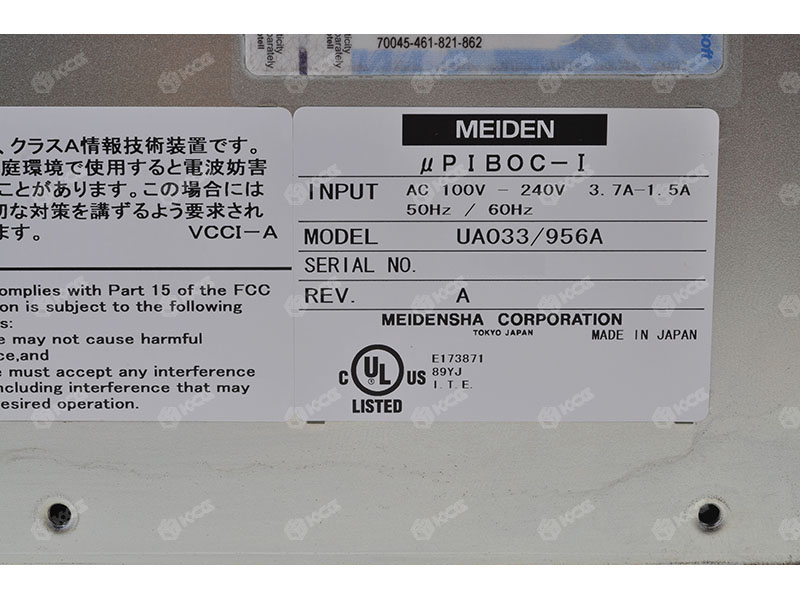 70045-461-821-862
、クラスA情報技術装置です。
庭環境で使用すると電波妨害
ことがあります。この場合には
切な対策を講ずるよう要求され
ます。 VCCI-A
omplies with Part 15 of the FCC
on is subject to the following
s:
e may not cause harmful
ce,and
e must accept any interference
including interference that may
esired operation.
MEIDEN
μPIBOC-I
INPUT AC 100V - 240V 3.7A-1.5A
50Hz / 60Hz
MODEL UA033/956A
SERIAL NO.
REV. A
MEIDENSHA CORPORATION
TOKYO JAPAN MADE IN JAPAN
C UL US
LISTED
E173871
89YJ
I.T.E.
KCG